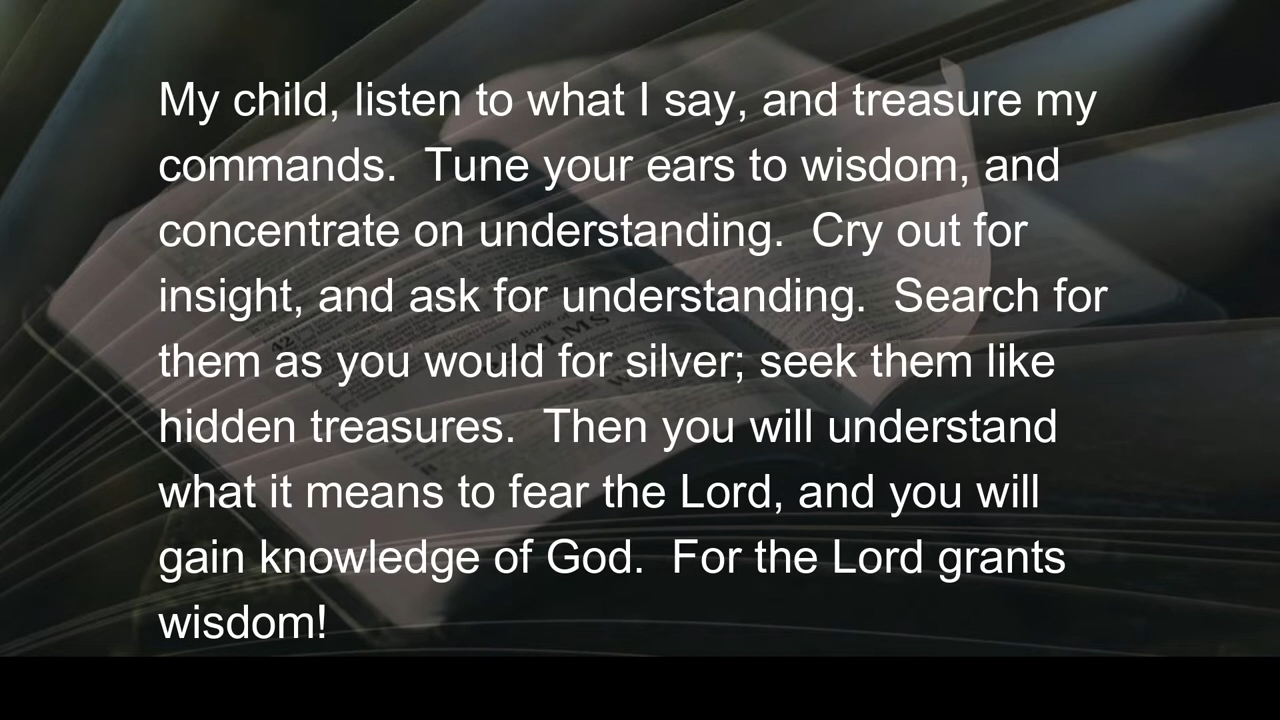 My child, listen to what I say, and treasure my
commands.  Tune your ears to wisdom, and
concentrate on understanding.  Cry out for
insight, and ask for understanding.  Search for
them as you would for silver; seek them like
hidden treasures.  Then you will understand
what it means to fear the Lord, and you will
gain knowledge of God.  For the Lord grants
wisdom!